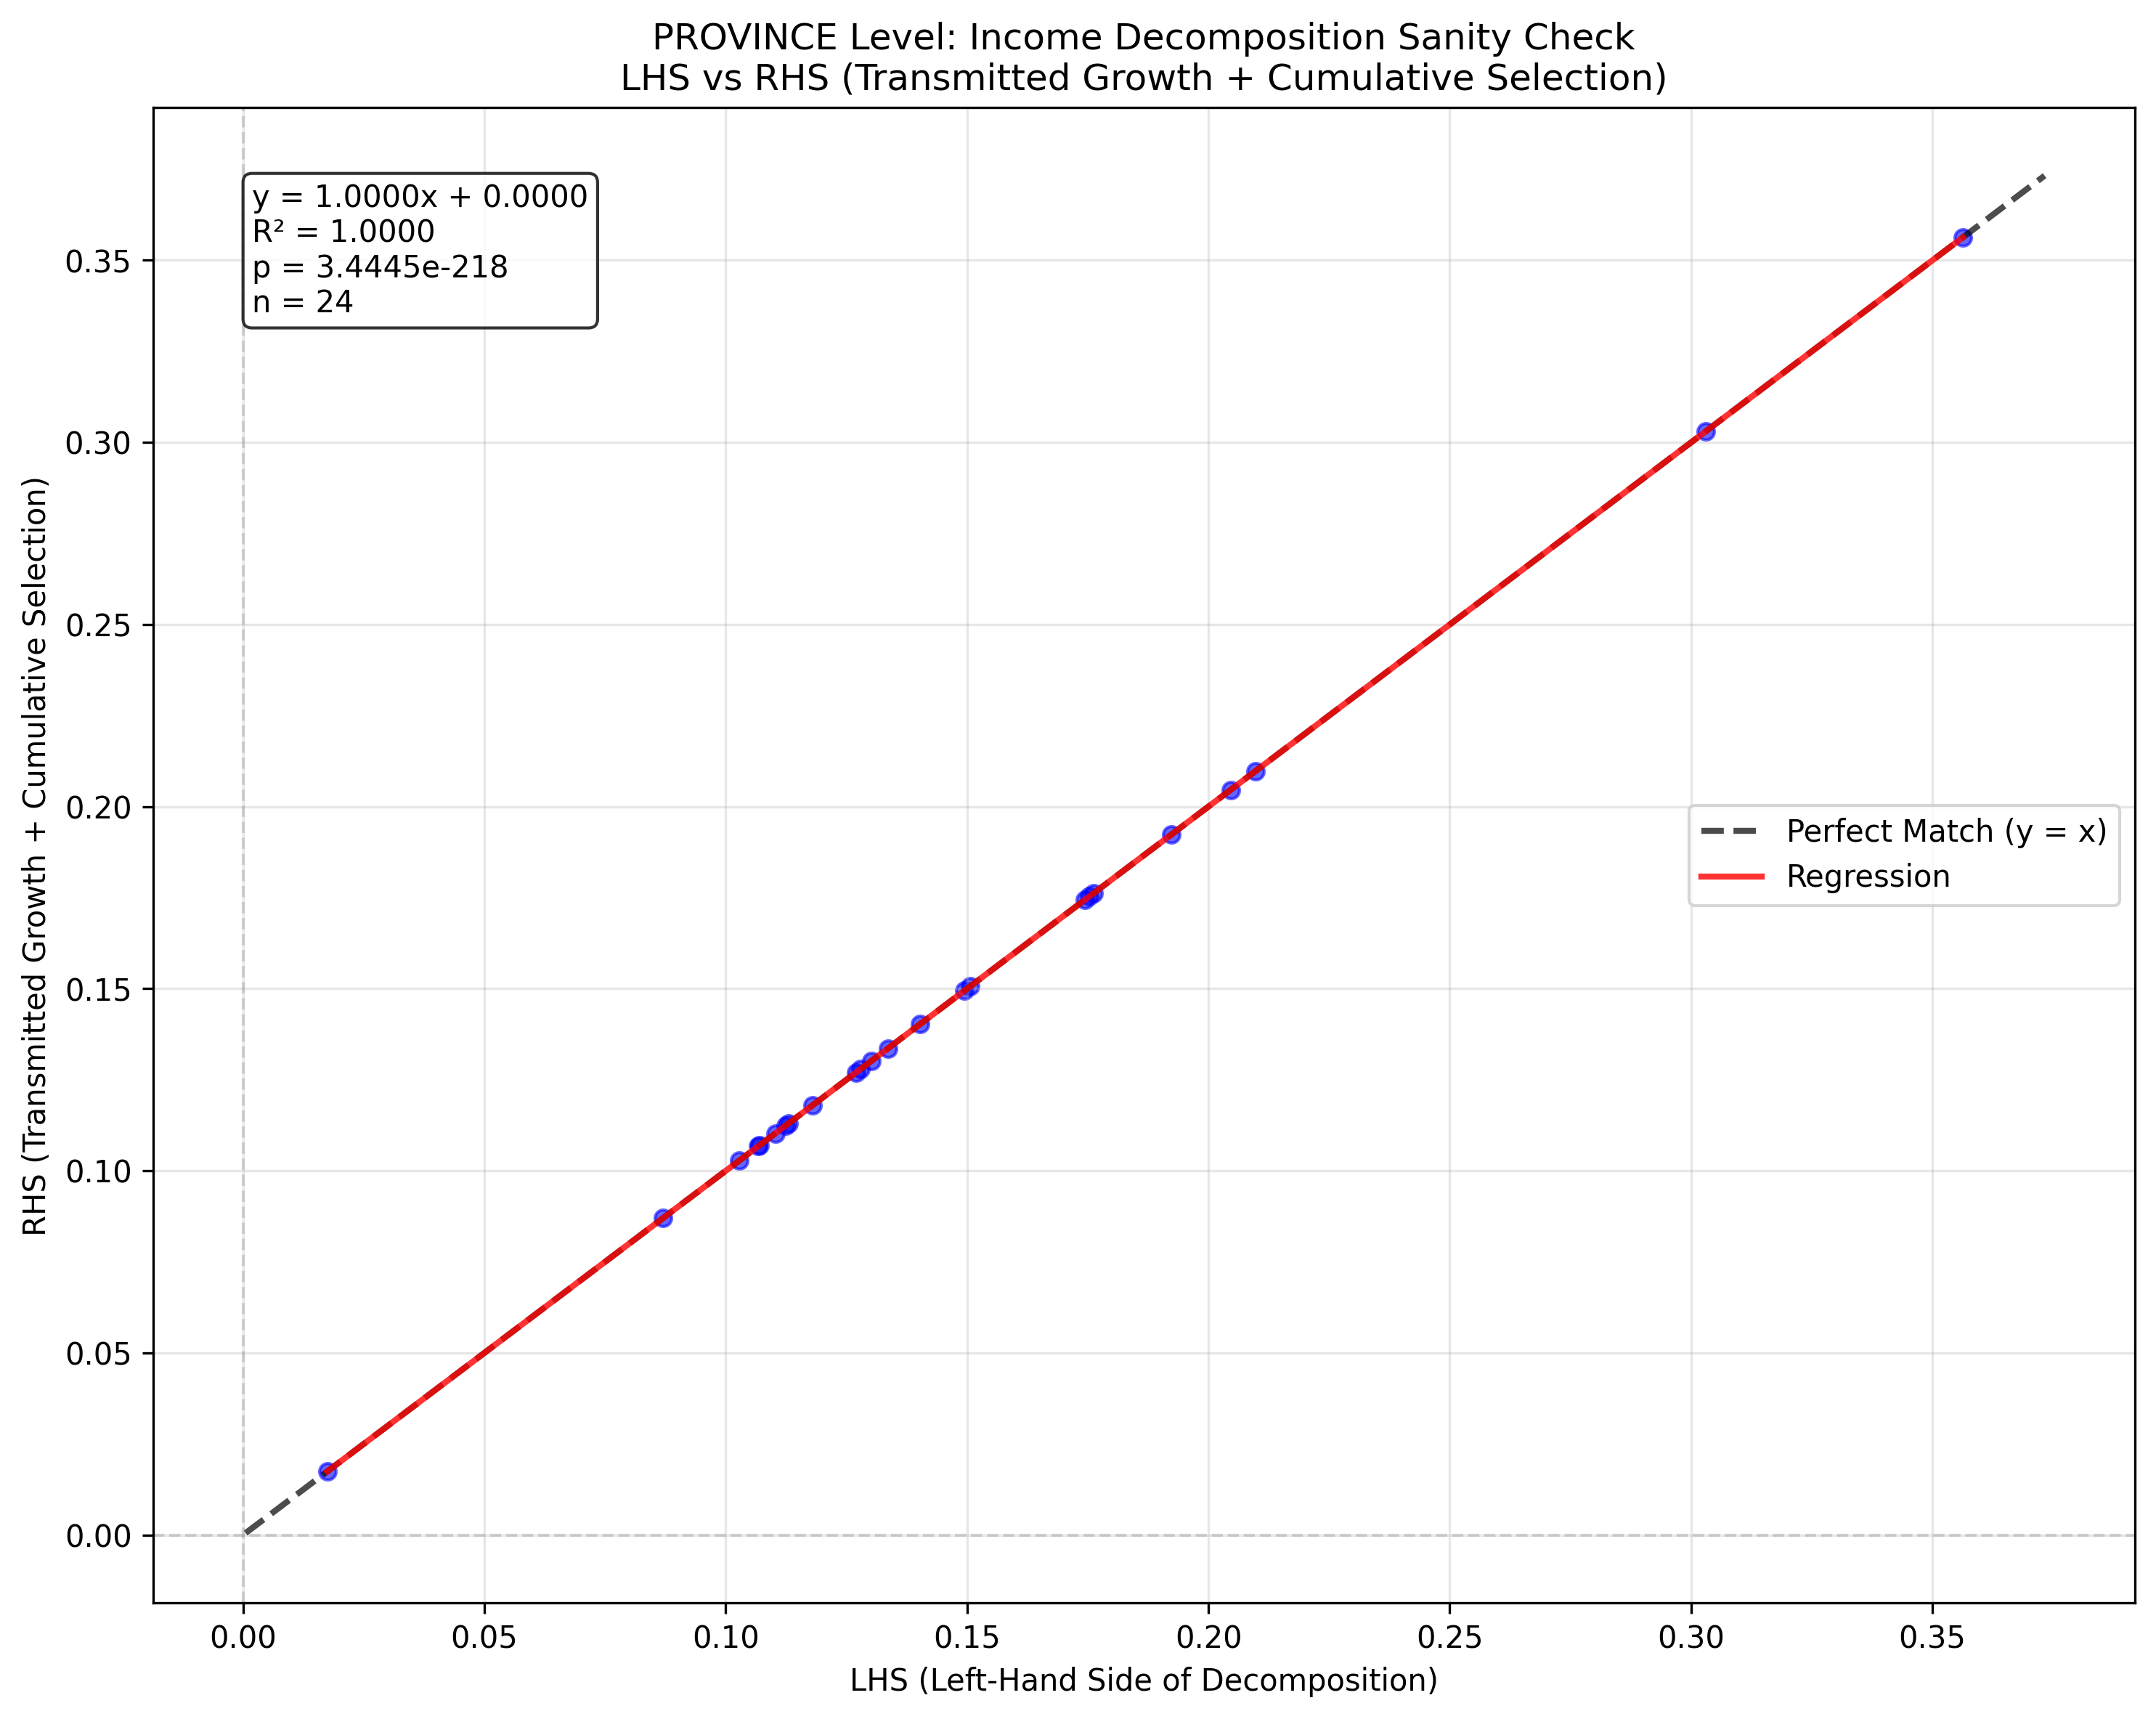 PROVINCE Level: Income Decomposition Sanity Check
LHS vs RHS (Transmitted Growth + Cumulative Selection)
y = 1.0000x + 0.0000
R² = 1.0000
p = 3.4445e-218
n = 24
RHS (Transmitted Growth + Cumulative Selection)
0.35
0.30
0.25
0.20
0.15
0.10
0.05
0.00
Perfect Match (y = x)
Regression
0.00 0.05 0.10 0.15 0.20 0.25 0.30 0.35
LHS (Left-Hand Side of Decomposition)